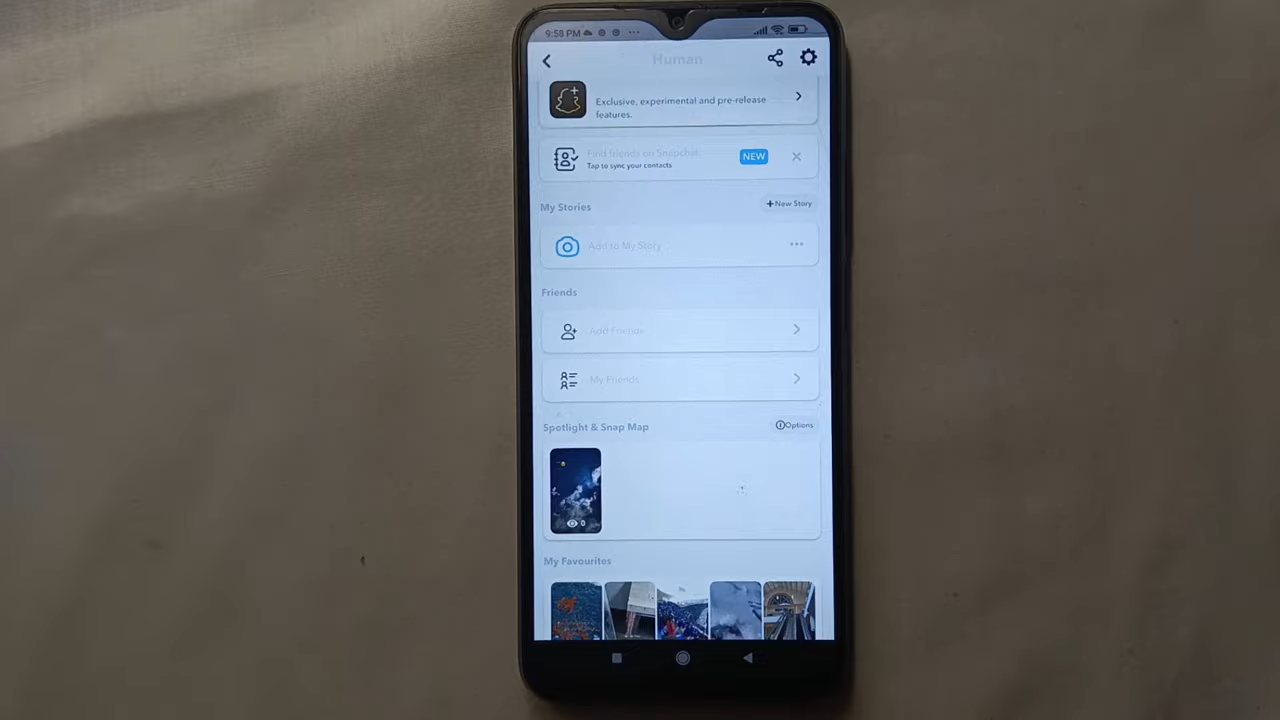 9:58 PM
Human
Exclusive, experimental and pre-release
features.
Find friends on Snapchat.
Tap to sync your contacts
NEW
My Stories
+New Story
Add to My Story
Friends
Add Friends
My Friends
Spotlight & Snap Map
Options
0
My Favourites